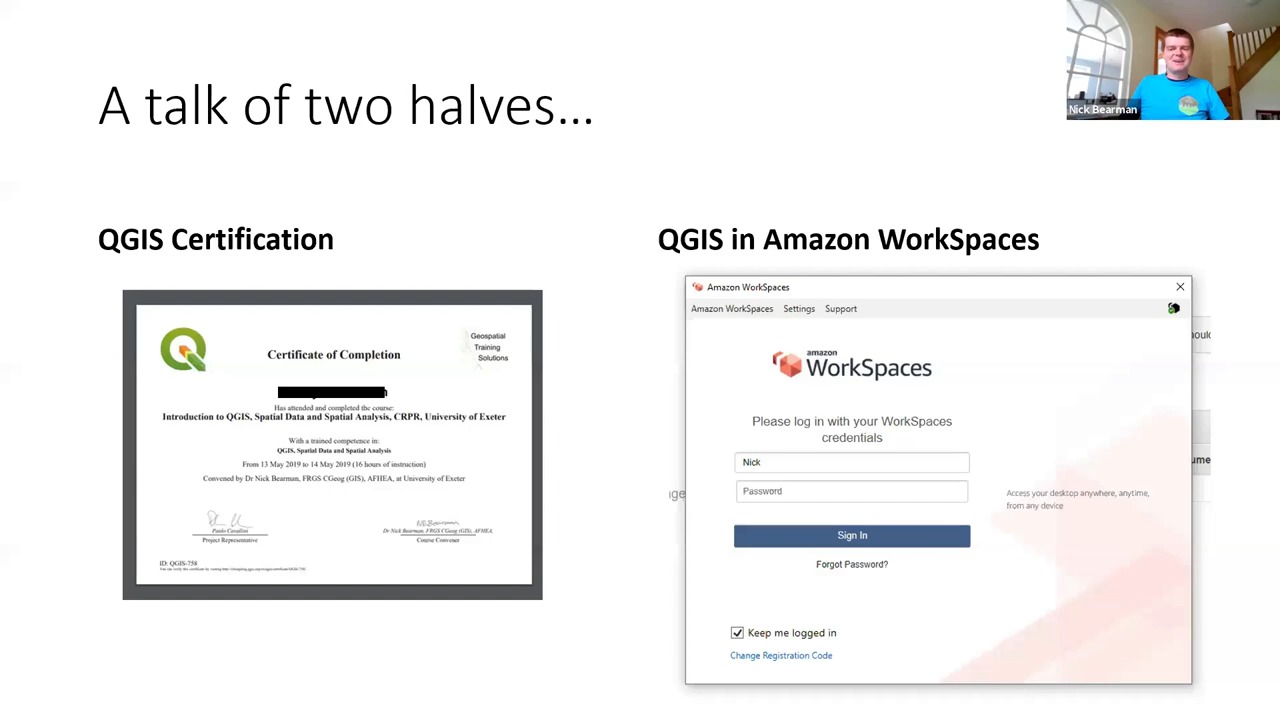 A talk of two halves...
Nick Bearman
QGIS Certification
Geospatial
Training
Solutions
Certificate of Completion
Has attended and completed the course:
Introduction to QGIS, Spatial Data and Spatial Analysis, CRPR, University of Exeter
With a trained competence in:
QGIS, Spatial Data and Spatial Analysis
From 13 May 2019 to 14 May 2019 (16 hours of instruction)
Convened by Dr Nick Bearman, FRGS CGeog (GIS), AFHEA, at University of Exeter
Paolo Cavallini
Project Representative
Dr Nick Bearman, FRGS CGeog (GIS), AFHEA,
Course Convener
ID: QGIS-758
QGIS in Amazon WorkSpaces
Amazon WorkSpaces
Amazon WorkSpaces Settings Support
amazon
WorkSpaces
Please log in with your WorkSpaces
credentials
Nick
Password
Sign In
Forgot Password?
Keep me logged in
Change Registration Code
Access your desktop anywhere, anytime,
from any device